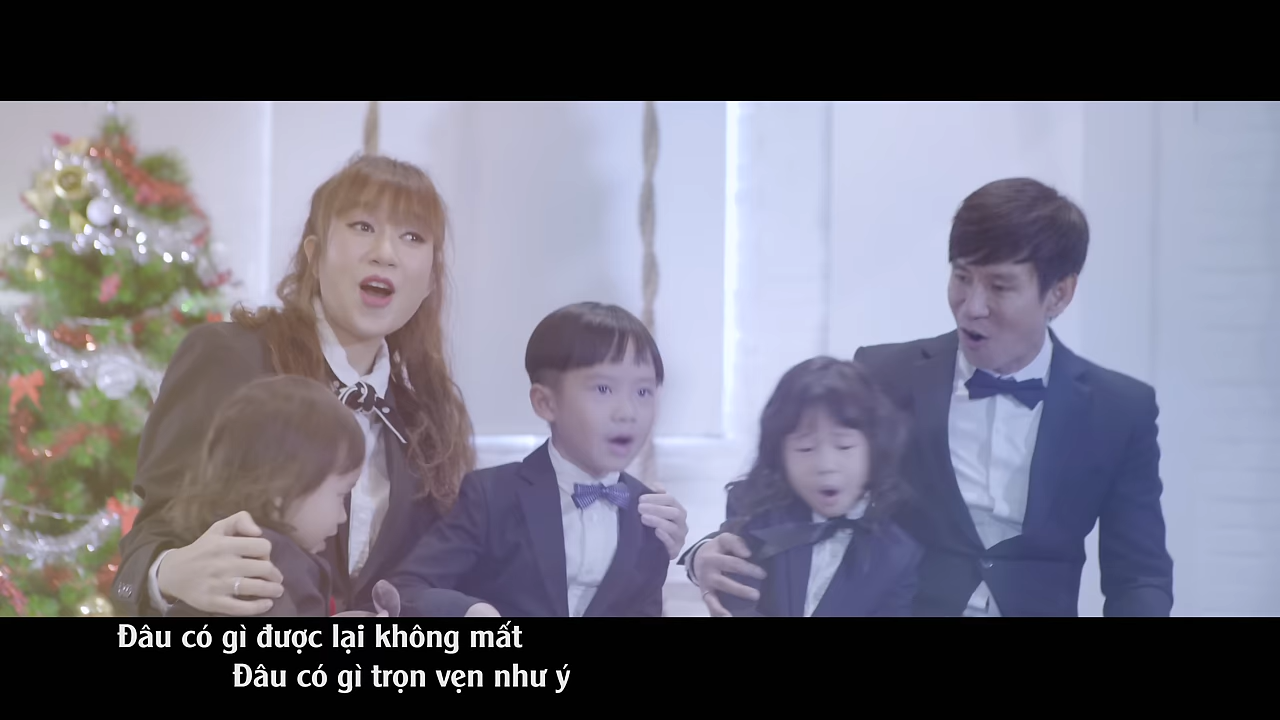 Đâu có gì được lại không mất
Đâu có gì trọn vẹn như ý